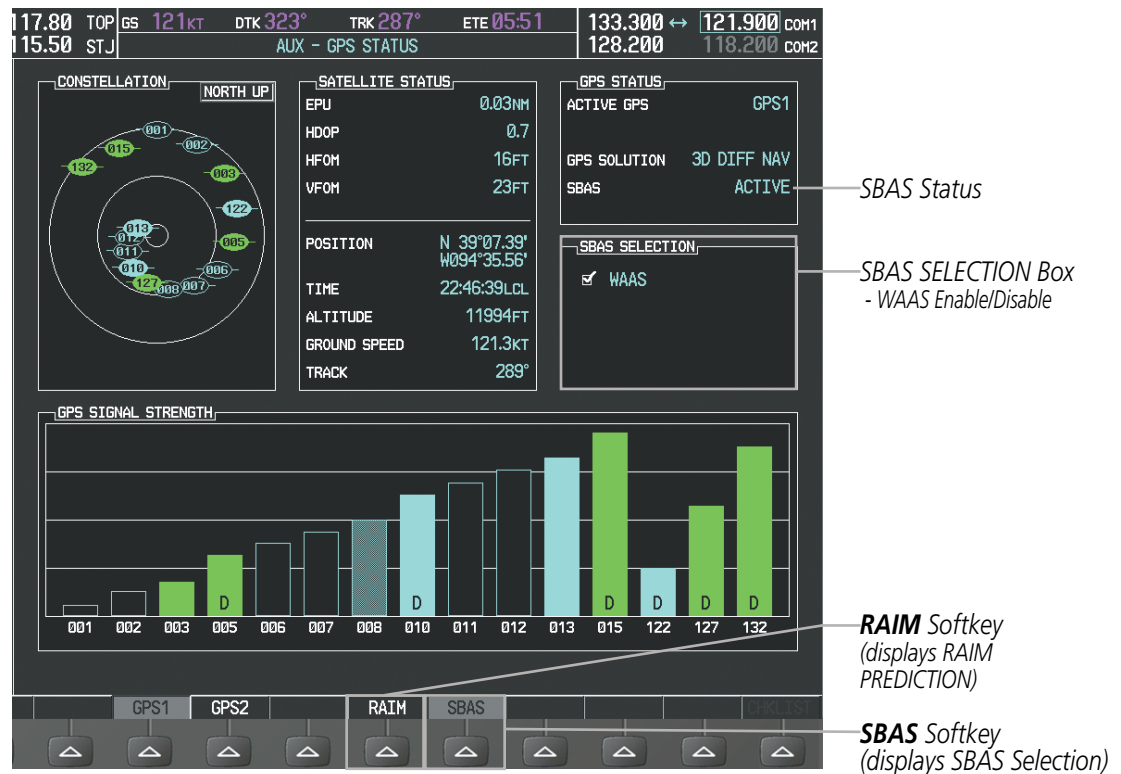 117.80 TOP GS 121KT DTK 323° TRK 287° ETE 05:51 133.300 ↔ 121.900 COM1
115.50 STJ AUX - GPS STATUS 128.200 118.200 COM2
CONSTELLATION
NORTH UP
001
002
015
132
003
122
013
012
005
011
010
006
127
008
007
SATELLITE STATUS
EPU 0.03NM
HDOP 0.7
HFOM 16FT
VFOM 23FT
POSITION N 39°07.39'
W094°35.56'
TIME 22:46:39LCL
ALTITUDE 11994FT
GROUND SPEED 121.3KT
TRACK 289°
GPS STATUS
ACTIVE GPS GPS1
GPS SOLUTION 3D DIFF NAV
SBAS ACTIVE
SBAS SELECTION
WAAS
SBAS Status
SBAS SELECTION Box
- WAAS Enable/Disable
GPS SIGNAL STRENGTH
D D D D D D
001 002 003 005 006 007 008 010 011 012 013 015 122 127 132
RAIM Softkey
(displays RAIM
PREDICTION)
GPS1 GPS2 RAIM SBAS CHKLIST
SBAS Softkey
(displays SBAS Selection)